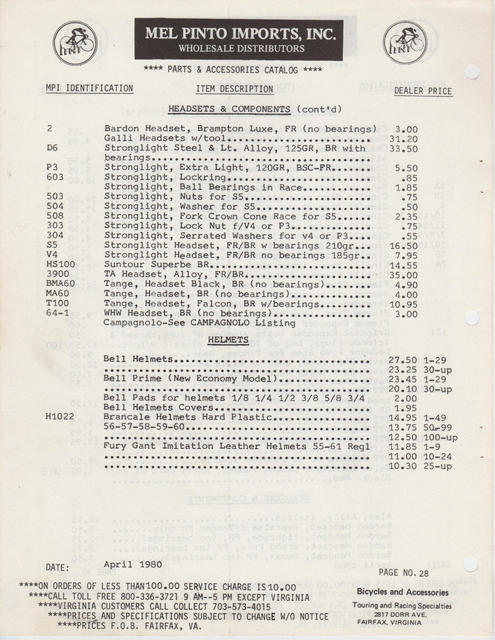 MEL PINTO IMPORTS, INC.
WHOLESALE DISTRIBUTORS
**** PARTS & ACCESSORIES CATALOG ****
MPI IDENTIFICATION ITEM DESCRIPTION DEALER PRICE
HEADSETS & COMPONENTS (cont'd)
2 Bardon Headset, Brampton Luxe, FR (no bearings) 3.00
Galli Headsets w/tool........................ 31.20
D6 Stronglight Steel & Lt. Alloy, 125GR, BR with 33.50
bearings...................................
P3 Stronglight, Extra Light, 120GR, BSC-FR...... 5.50
603 Stronglight, Lockring........................ .85
Stronglight, Ball Bearings in Race........... 1.85
503 Stronglight, Nuts for S5..................... .75
504 Stronglight, Washer for S5................... .50
508 Stronglight, Fork Crown Cone Race for S5..... 2.35
303 Stronglight, Lock Nut f/V4 or P3............. .75
304 Stronglight, Serrated Washers for v4 or P3... .55
S5 Stronglight Headset, FR/BR w bearings 210gr.. 16.50
V4 Stronglight Headset, FR/BR no bearings 185gr.. 7.95
HS100 Suntour Superbe BR........................... 14.55
3900 TA Headset, Alloy, FR/BR..................... 35.00
BMA60 Tange, Headset Black, BR (no bearings)....... 4.90
MA60 Tange, Headset, BR (no bearings)............. 4.00
T100 Tange, Headset, Falcon, BR w/bearings........ 10.95
64-1 WHW Headset, BR (no bearings)................ 3.00
Campagnolo-See CAMPAGNOLO Listing
HELMETS
Bell Helmets................................. 27.50 1-29
............................................. 23.25 30-up
Bell Prime (New Economy Model)............... 23.45 1-29
............................................. 20.10 30-up
Bell Pads for helmets 1/8 1/4 1/2 3/8 5/8 3/4 2.00
Bell Helmets Covers.......................... 1.95
H1022 Brancale Helmets Hard Plastic................ 14.95 1-49
56-57-58-59-60............................... 13.75 50-99
............................................. 12.50 100-up
Fury Gant Imitation Leather Helmets 55-61 Regl 11.85 1-9
............................................. 11.00 10-24
............................................. 10.30 25-up
DATE: April 1980 PAGE NO. 28
****ON ORDERS OF LESS THAN 100.00 SERVICE CHARGE IS 10.00
****CALL TOLL FREE 800-336-3721 9 AM--5 PM EXCEPT VIRGINIA
****VIRGINIA CUSTOMERS CALL COLLECT 703-573-4015
****PRICES AND SPECIFICATIONS SUBJECT TO CHANGE W/O NOTICE
****PRICES F.O.B. FAIRFAX, VA.
Bicycles and Accessories
Touring and Racing Specialties
2817 DORR AVE.
FAIRFAX, VIRGINIA